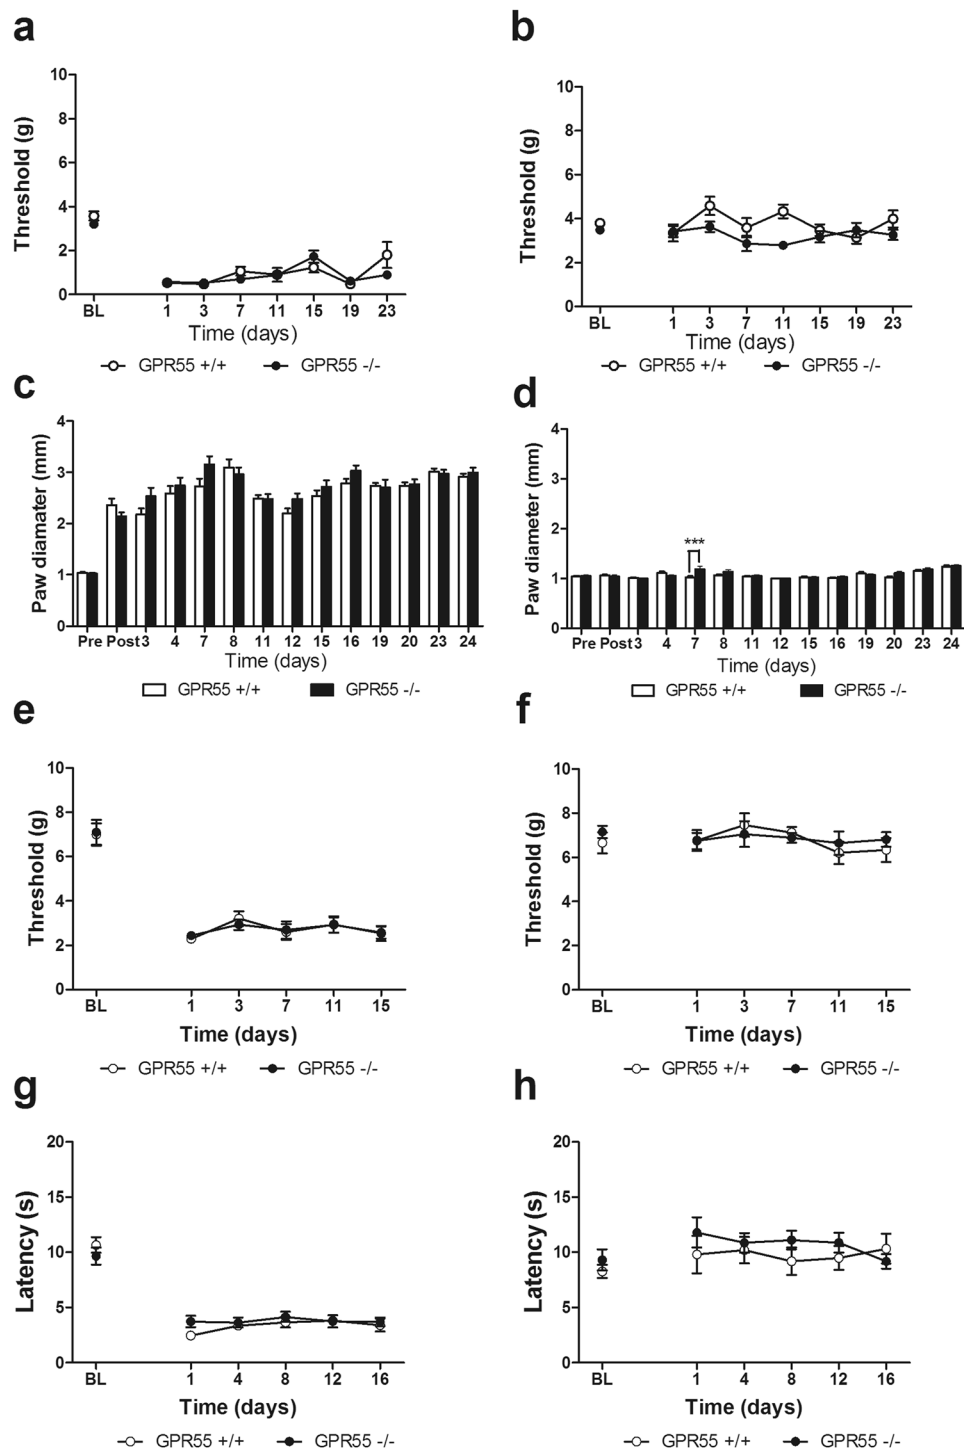 a
10
8
6
4
2
0
Threshold (g)
BL 1 3 7 11 15 19 23
Time (days)
GPR55 +/+ GPR55 -/-
b
10
8
6
4
2
0
Threshold (g)
BL 1 3 7 11 15 19 23
Time (days)
GPR55 +/+ GPR55 -/-
c
4
3
2
1
0
Paw diamater (mm)
Pre Post 3 4 7 8 11 12 15 16 19 20 23 24
Time (days)
GPR55 +/+ GPR55 -/-
d
4
3
2
1
0
Paw diameter (mm)
***
Pre Post 3 4 7 8 11 12 15 16 19 20 23 24
Time (days)
GPR55 +/+ GPR55 -/-
e
10
8
6
4
2
0
Threshold (g)
BL 1 3 7 11 15
Time (days)
GPR55 +/+ GPR55 -/-
f
10
8
6
4
2
0
Threshold (g)
BL 1 3 7 11 15
Time (days)
GPR55 +/+ GPR55 -/-
g
20
15
10
5
0
Latency (s)
BL 1 4 8 12 16
Time (days)
GPR55 +/+ GPR55 -/-
h
20
15
10
5
0
Latency (s)
BL 1 4 8 12 16
Time (days)
GPR55 +/+ GPR55 -/-